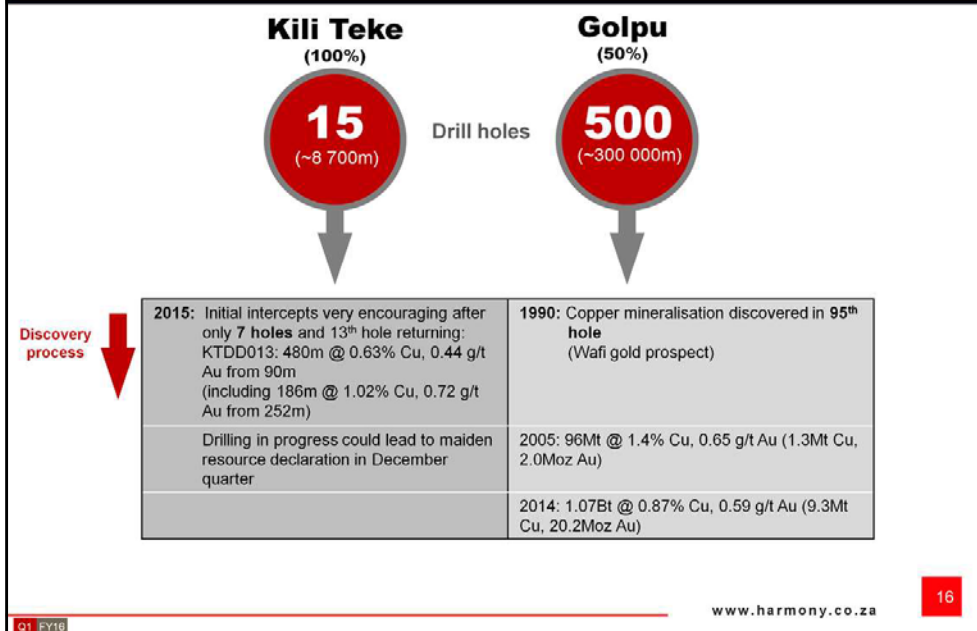 Kili Teke
(100%)
Golpu
(50%)
15
(~8 700m)
Drill holes
500
(~300 000m)
Discovery
process
2015: Initial intercepts very encouraging after
only 7 holes and 13th hole returning:
KTDD013: 480m @ 0.63% Cu, 0.44 g/t
Au from 90m
(including 186m @ 1.02% Cu, 0.72 g/t
Au from 252m)
1990: Copper mineralisation discovered in 95th
hole
(Wafi gold prospect)
Drilling in progress could lead to maiden
resource declaration in December
quarter
2005: 96Mt @ 1.4% Cu, 0.65 g/t Au (1.3Mt Cu,
2.0Moz Au)
2014: 1.07Bt @ 0.87% Cu, 0.59 g/t Au (9.3Mt
Cu, 20.2Moz Au)
www.harmony.co.za
16
Q1 FY16